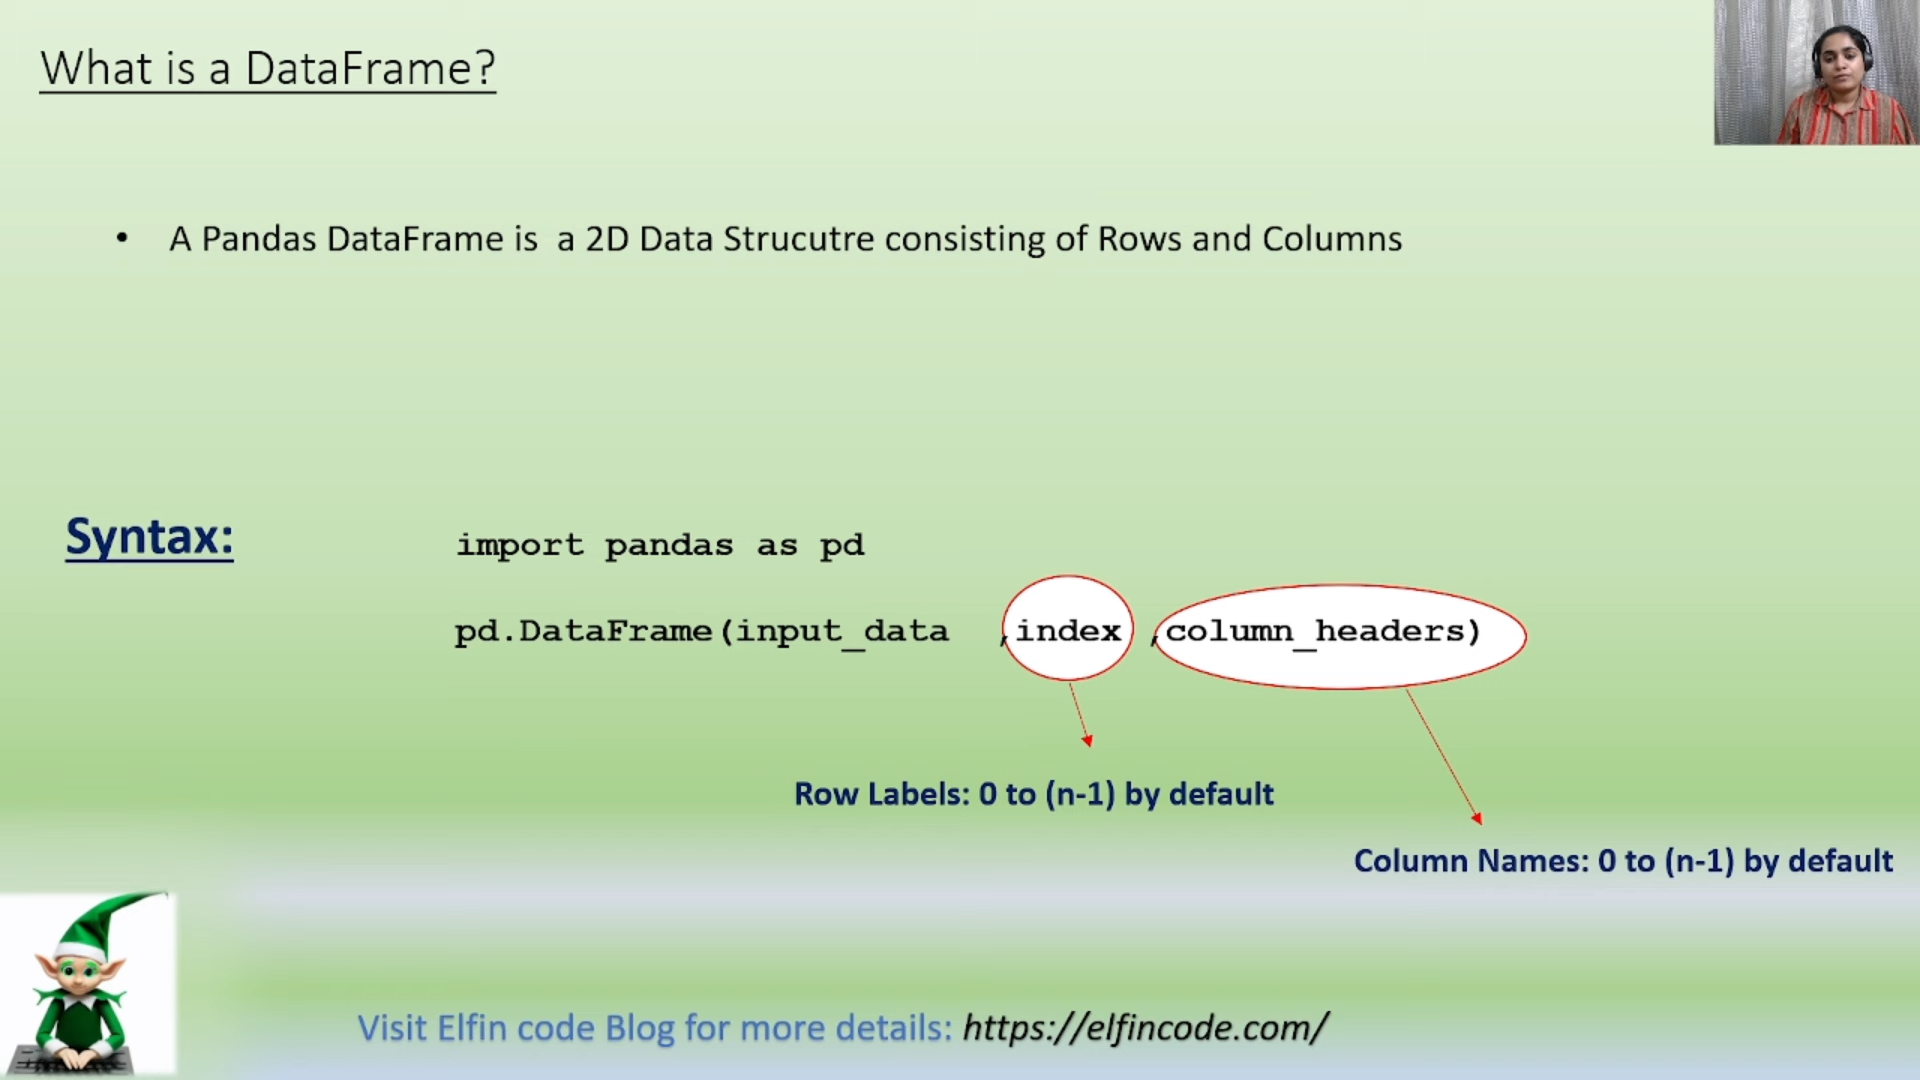 What is a DataFrame?
• A Pandas DataFrame is a 2D Data Strucutre consisting of Rows and Columns
Syntax:
import pandas as pd
pd.DataFrame(input_data ,index ,column_headers)
Row Labels: 0 to (n-1) by default
Column Names: 0 to (n-1) by default
Visit Elfin code Blog for more details: https://elfincode.com/